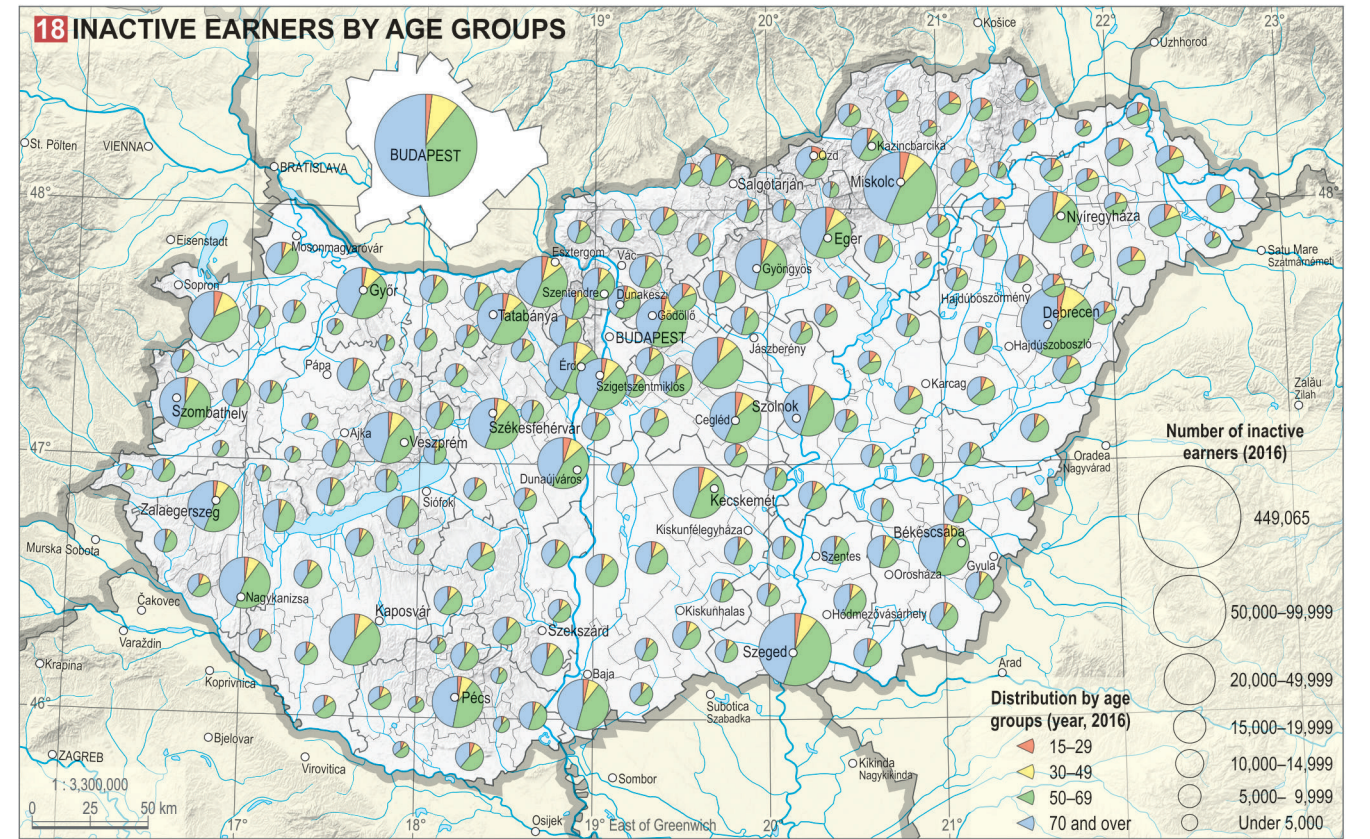 18 INACTIVE EARNERS BY AGE GROUPS
19°
20°
21°
22°
23°
Košice
Uzhhorod
St. Pölten
VIENNA
BRATISLAVA
BUDAPEST
Kazincbarcika
Ózd
Miskolc
Salgótarján
48°
48°
Nyíregyháza
Eisenstadt
Mosonmagyaróvár
Esztergom
Vác
Eger
Gyöngyös
Satu Mare
Szatmárnémeti
Sopron
Győr
Szentendre
Dunakeszi
Hajdúböszörmény
Tatabánya
Gödöllő
Debrecen
BUDAPEST
Jászberény
Hajdúszoboszló
Pápa
Érd
Szigetszentmiklós
Karcag
Zalău
Zilah
Szombathely
Szolnok
Cegléd
Székesfehérvár
Ajka
Veszprém
47°
Oradea
Nagyvárad
Dunaújváros
Zalaegerszeg
Siófok
Kecskemét
Kiskunfélegyháza
Békéscsaba
Murska Sobota
Szentes
Gyula
Orosháza
Čakovec
Nagykanizsa
Kaposvár
Kiskunhalas
Hódmezővásárhely
Varaždin
Szekszárd
Szeged
Krapina
Koprivnica
Baja
Arad
46°
Pécs
Subotica
Szabadka
Bjelovar
ZAGREB
Virovitica
Sombor
Kikinda
Nagykikinda
Osijek
1 : 3,300,000
0 25 50 km
17°
18°
19° East of Greenwich
20°
21°
Number of inactive
earners (2016)
449,065
50,000–99,999
20,000–49,999
15,000–19,999
10,000–14,999
5,000– 9,999
Under 5,000
Distribution by age
groups (year, 2016)
15–29
30–49
50–69
70 and over